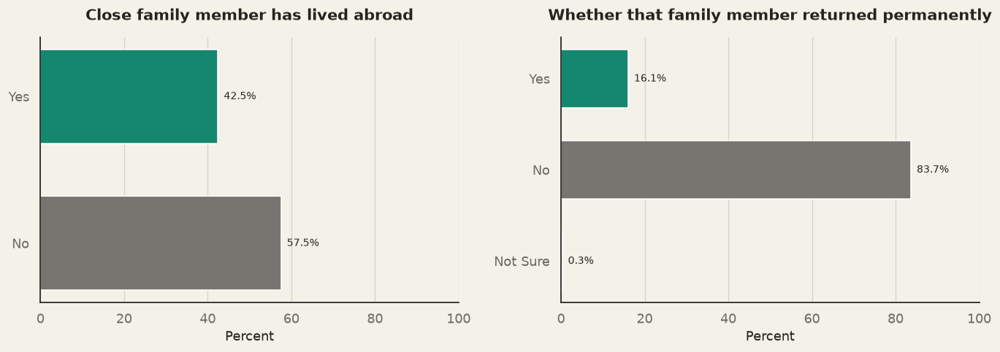 Close family member has lived abroad
Yes
42.5%
No
57.5%
0 20 40 60 80 100
Percent
Whether that family member returned permanently
Yes
16.1%
No
83.7%
Not Sure
0.3%
0 20 40 60 80 100
Percent